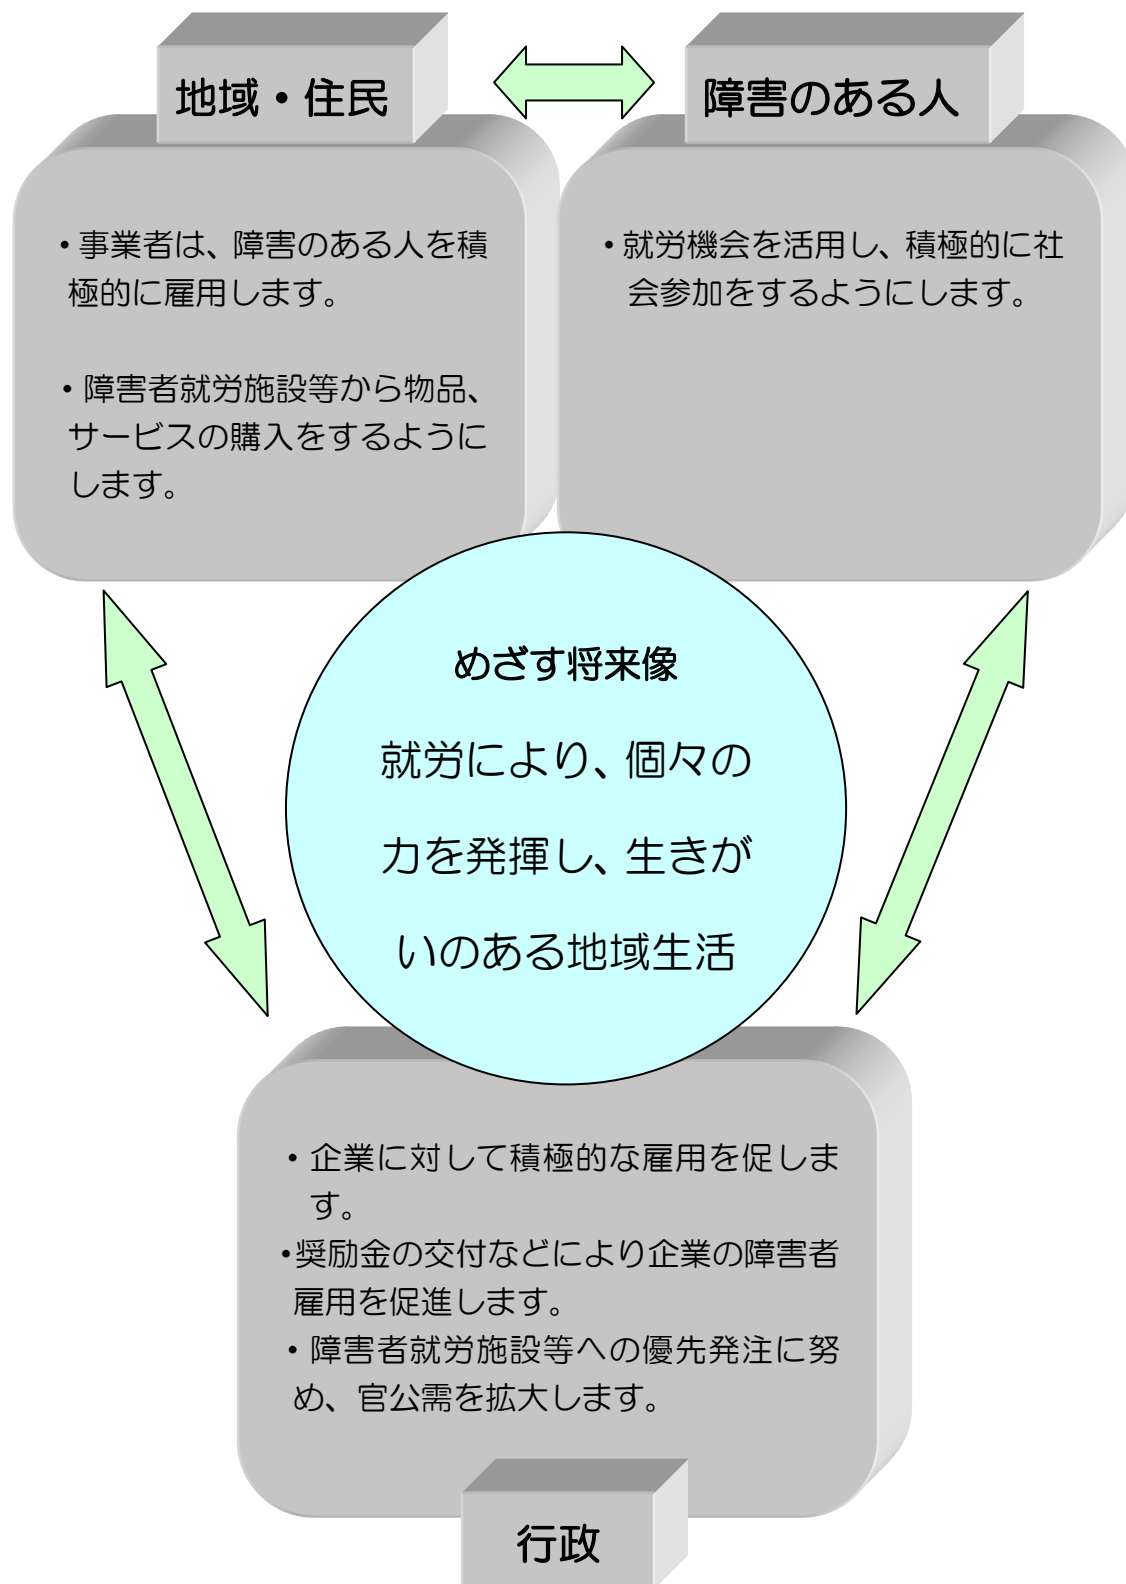 地域・住民
・事業者は、障害のある人を積
極的に雇用します。
・障害者就労施設等から物品、
サービスの購入をするように
します。
障害のある人
・就労機会を活用し、積極的に社
会参加をするようにします。
めざす将来像
就労により、個々の
力を発揮し、生きが
いのある地域生活
・企業に対して積極的な雇用を促しま
す。
・奨励金の交付などにより企業の障害者
雇用を促進します。
・障害者就労施設等への優先発注に努
め、官公需を拡大します。
行政